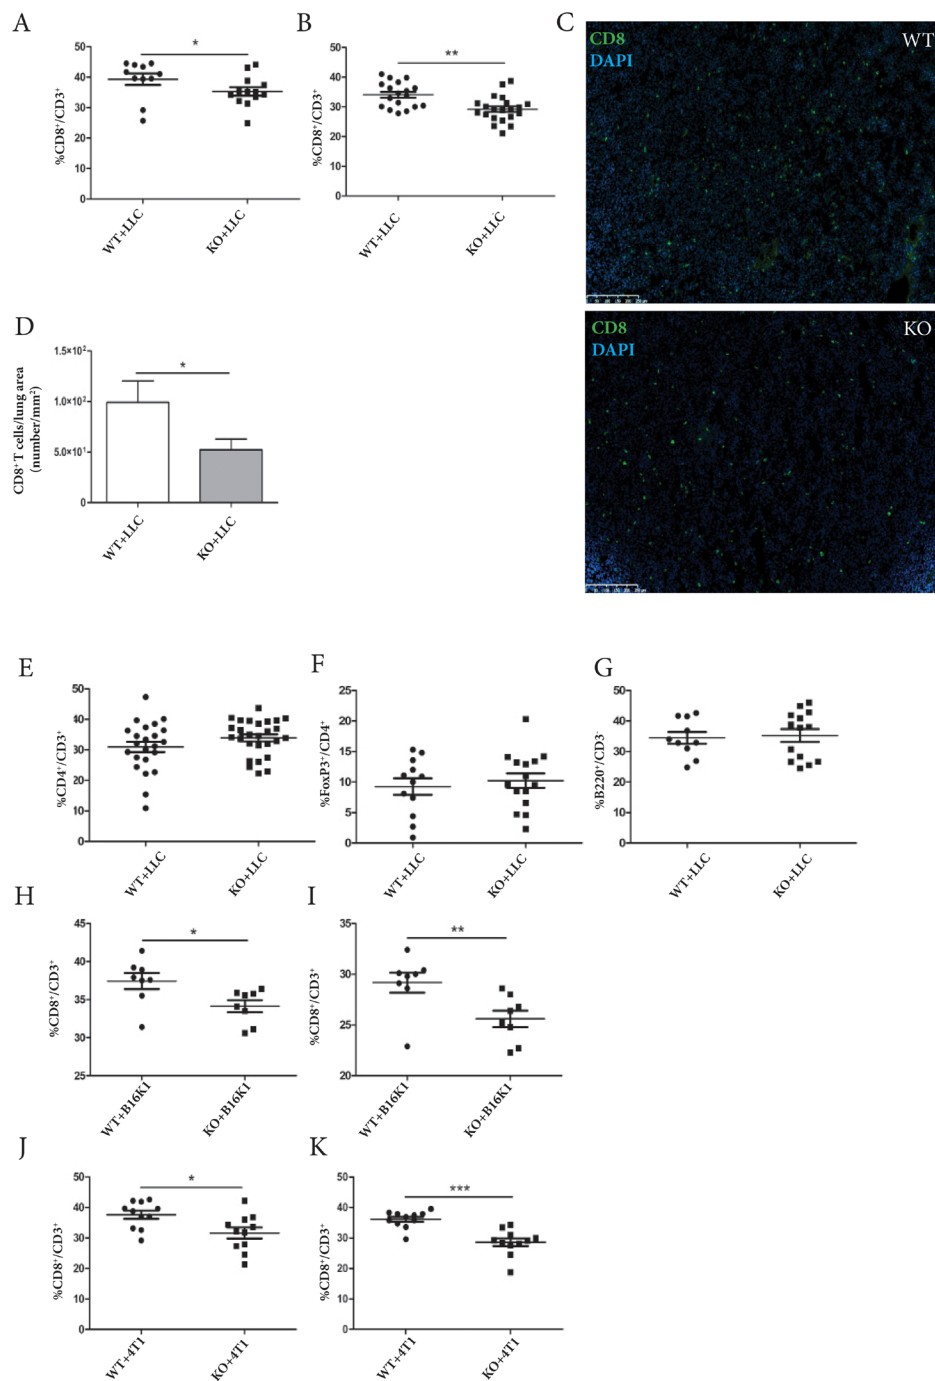 A
*
%CD8⁺/CD3⁺
50
40
30
20
10
0
WT+LLC
KO+LLC
B
**
%CD8⁺/CD3⁺
50
40
30
20
10
0
WT+LLC
KO+LLC
C
CD8
DAPI
WT
CD8
DAPI
KO
D
*
CD8⁺T cells/lung area
(number/mm²)
1.5×10²
1.0×10²
5.0×10¹
0
WT+LLC
KO+LLC
E
%CD4⁺/CD3⁺
50
40
30
20
10
0
WT+LLC
KO+LLC
F
%FoxP3⁺/CD4⁺
25
20
15
10
5
0
WT+LLC
KO+LLC
G
%B220⁺/CD3⁻
50
40
30
20
10
0
WT+LLC
KO+LLC
H
*
%CD8⁺/CD3⁺
45
40
35
30
25
WT+B16K1
KO+B16K1
I
**
%CD8⁺/CD3⁺
35
30
25
20
WT+B16K1
KO+B16K1
J
*
%CD8⁺/CD3⁺
50
40
30
20
10
0
WT+4T1
KO+4T1
K
***
%CD8⁺/CD3⁺
50
40
30
20
10
0
WT+4T1
KO+4T1